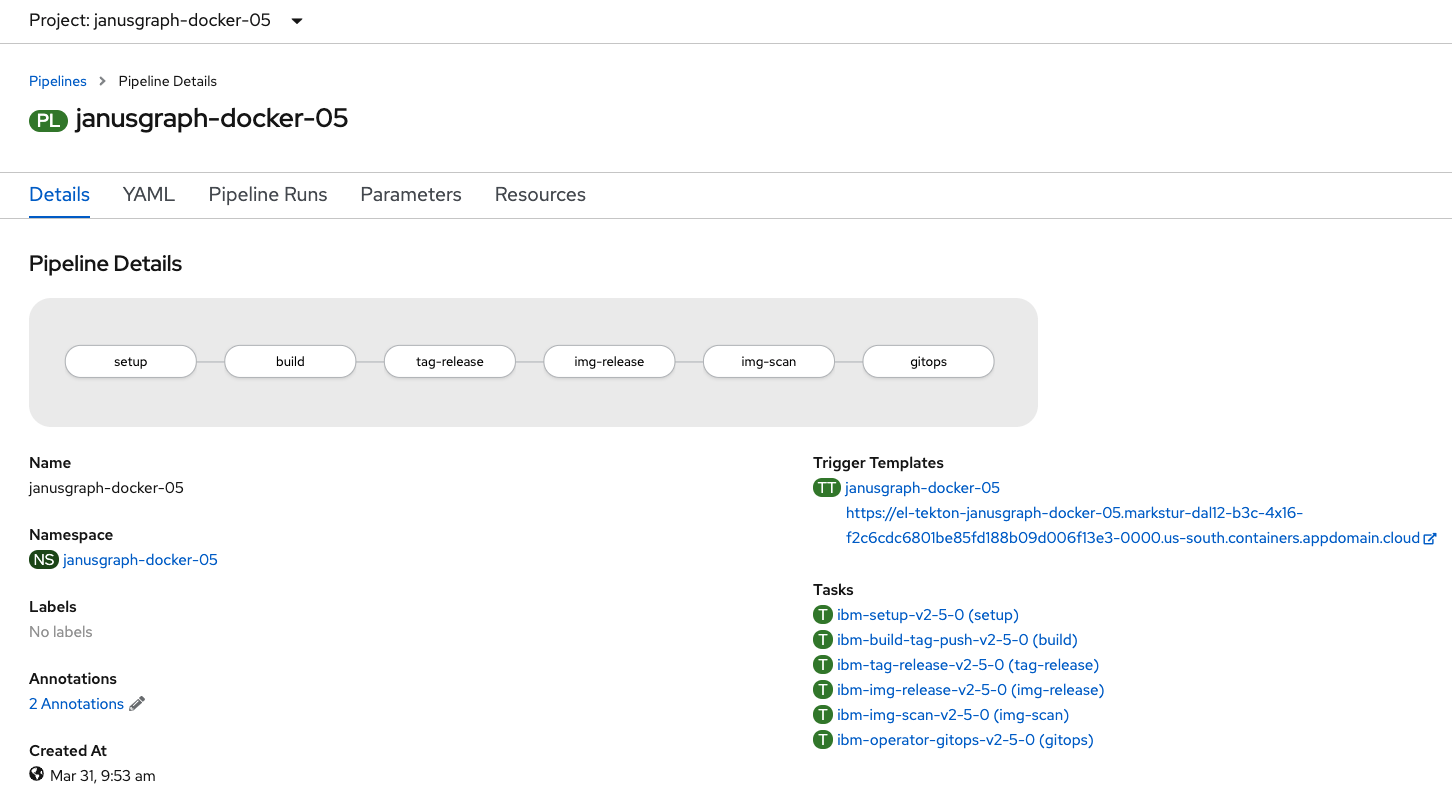 Project: janusgraph-docker-05
Pipelines > Pipeline Details
PL janusgraph-docker-05
Details YAML Pipeline Runs Parameters Resources
Pipeline Details
setup build tag-release img-release img-scan gitops
Name
janusgraph-docker-05
Namespace
NS janusgraph-docker-05
Labels
No labels
Annotations
2 Annotations
Created At
Mar 31, 9:53 am
Trigger Templates
TT janusgraph-docker-05
https://el-tekton-janusgraph-docker-05.markstur-dal12-b3c-4x16-
f2c6cdc6801be85fd188b09d006f13e3-0000.us-south.containers.appdomain.cloud
Tasks
T ibm-setup-v2-5-0 (setup)
T ibm-build-tag-push-v2-5-0 (build)
T ibm-tag-release-v2-5-0 (tag-release)
T ibm-img-release-v2-5-0 (img-release)
T ibm-img-scan-v2-5-0 (img-scan)
T ibm-operator-gitops-v2-5-0 (gitops)